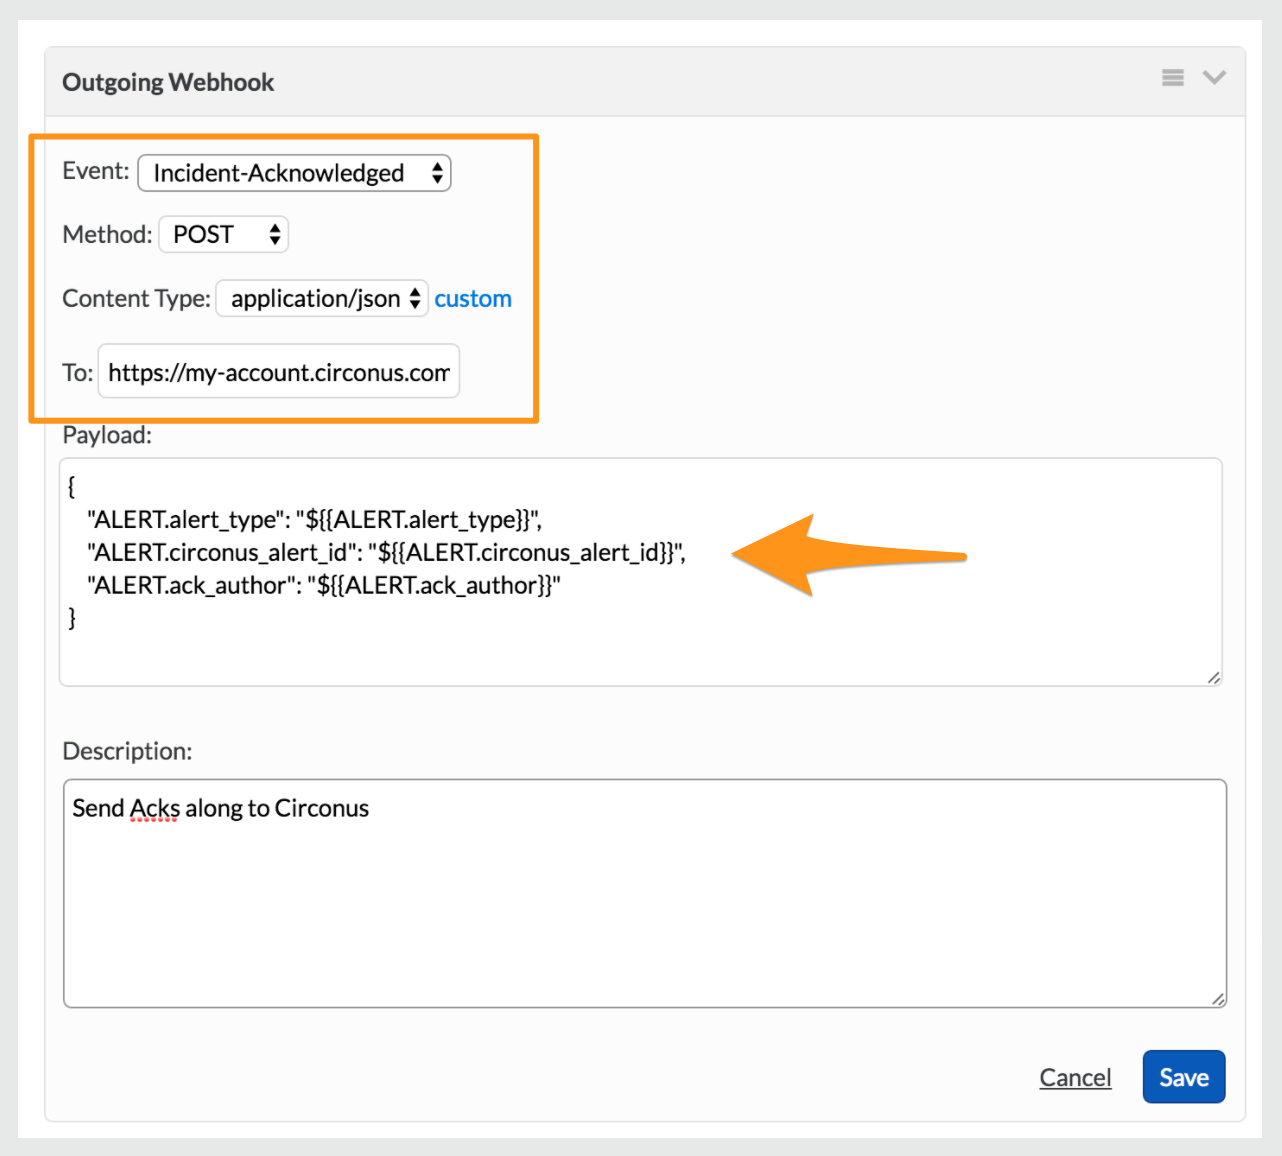 Outgoing Webhook
Event: Incident-Acknowledged
Method: POST
Content Type: application/json custom
To: https://my-account.circonus.com
Payload:
{
"ALERT.alert_type": "${{ALERT.alert_type}}",
"ALERT.circonus_alert_id": "${{ALERT.circonus_alert_id}}",
"ALERT.ack_author": "${{ALERT.ack_author}}"
}
Description:
Send Acks along to Circonus
Cancel Save